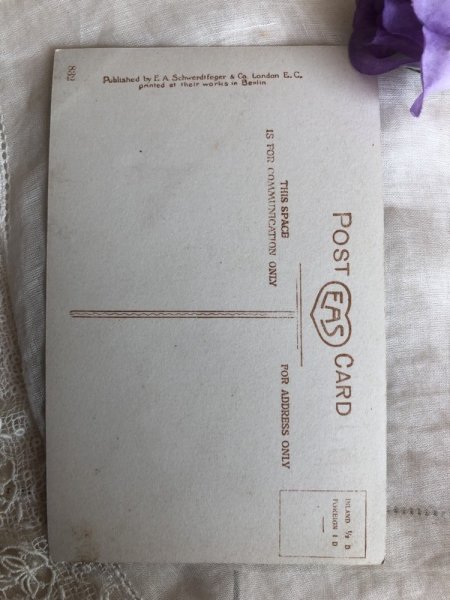 POST EAS CARD
THIS SPACE
IS FOR COMMUNICATION ONLY
FOR ADDRESS ONLY
INLAND ½ D
FOREIGN 1 D
Published by E. A. Schwerdtfeger & Co. London E. C.
printed at their works in Berlin.
832